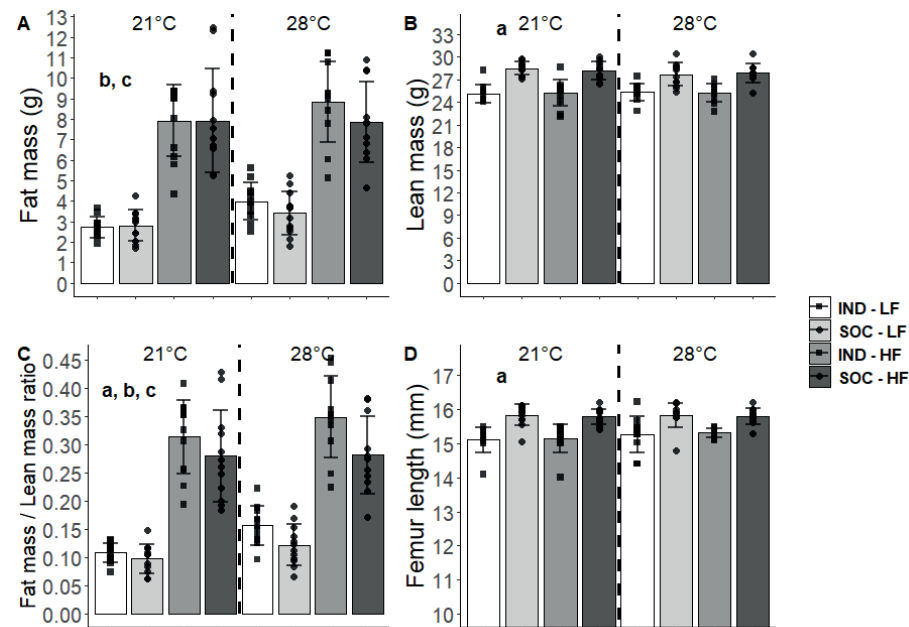 A
21°C
28°C
b, c
Fat mass (g)
13
12
11
10
9
8
7
6
5
4
3
2
1
0
B
a
21°C
28°C
Lean mass (g)
33
30
27
24
21
18
15
12
9
6
3
0
IND - LF
SOC - LF
IND - HF
SOC - HF
C
21°C
28°C
a, b, c
Fat mass / Lean mass ratio
0.45
0.40
0.35
0.30
0.25
0.20
0.15
0.10
0.05
0.00
D
21°C
28°C
a
Femur length (mm)
17
16
15
14
13
12
11
10